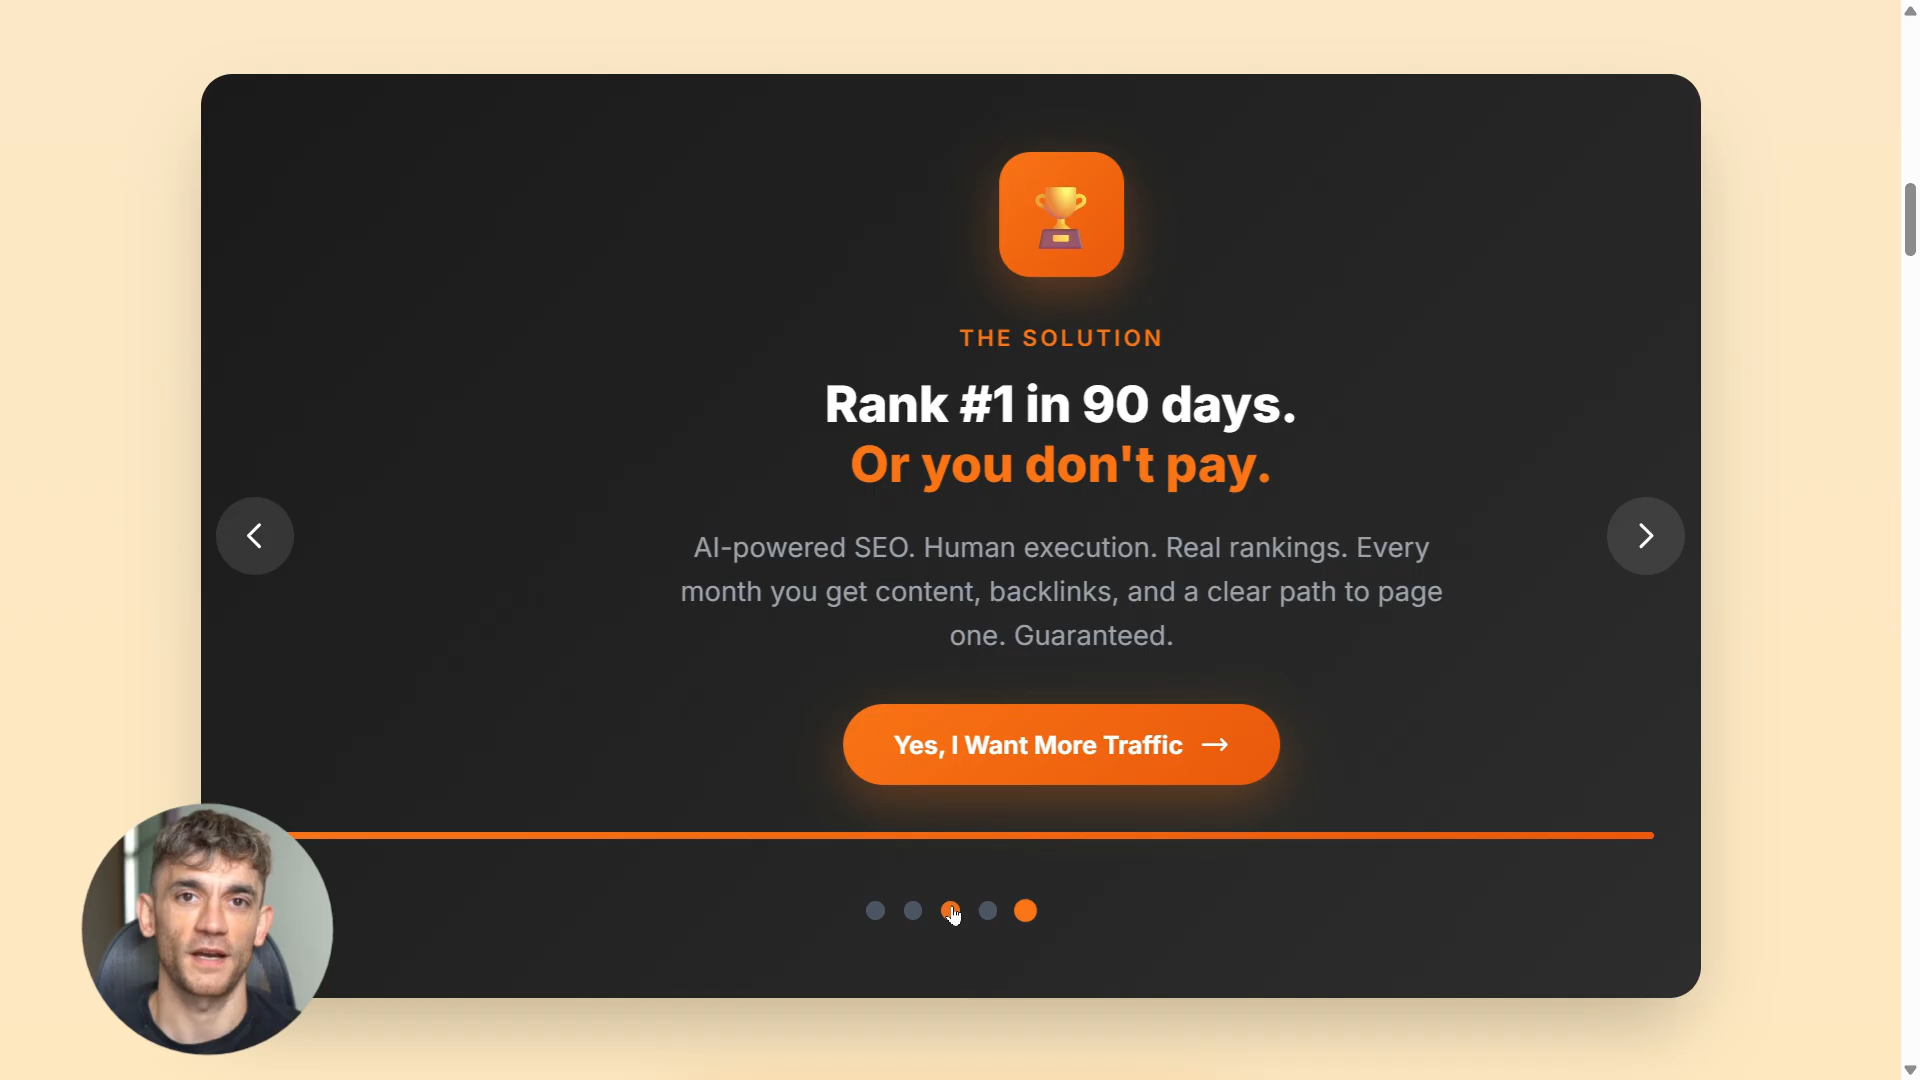 THE SOLUTION
Rank #1 in 90 days.
Or you don't pay.
AI-powered SEO. Human execution. Real rankings. Every
month you get content, backlinks, and a clear path to page
one. Guaranteed.
Yes, I Want More Traffic →